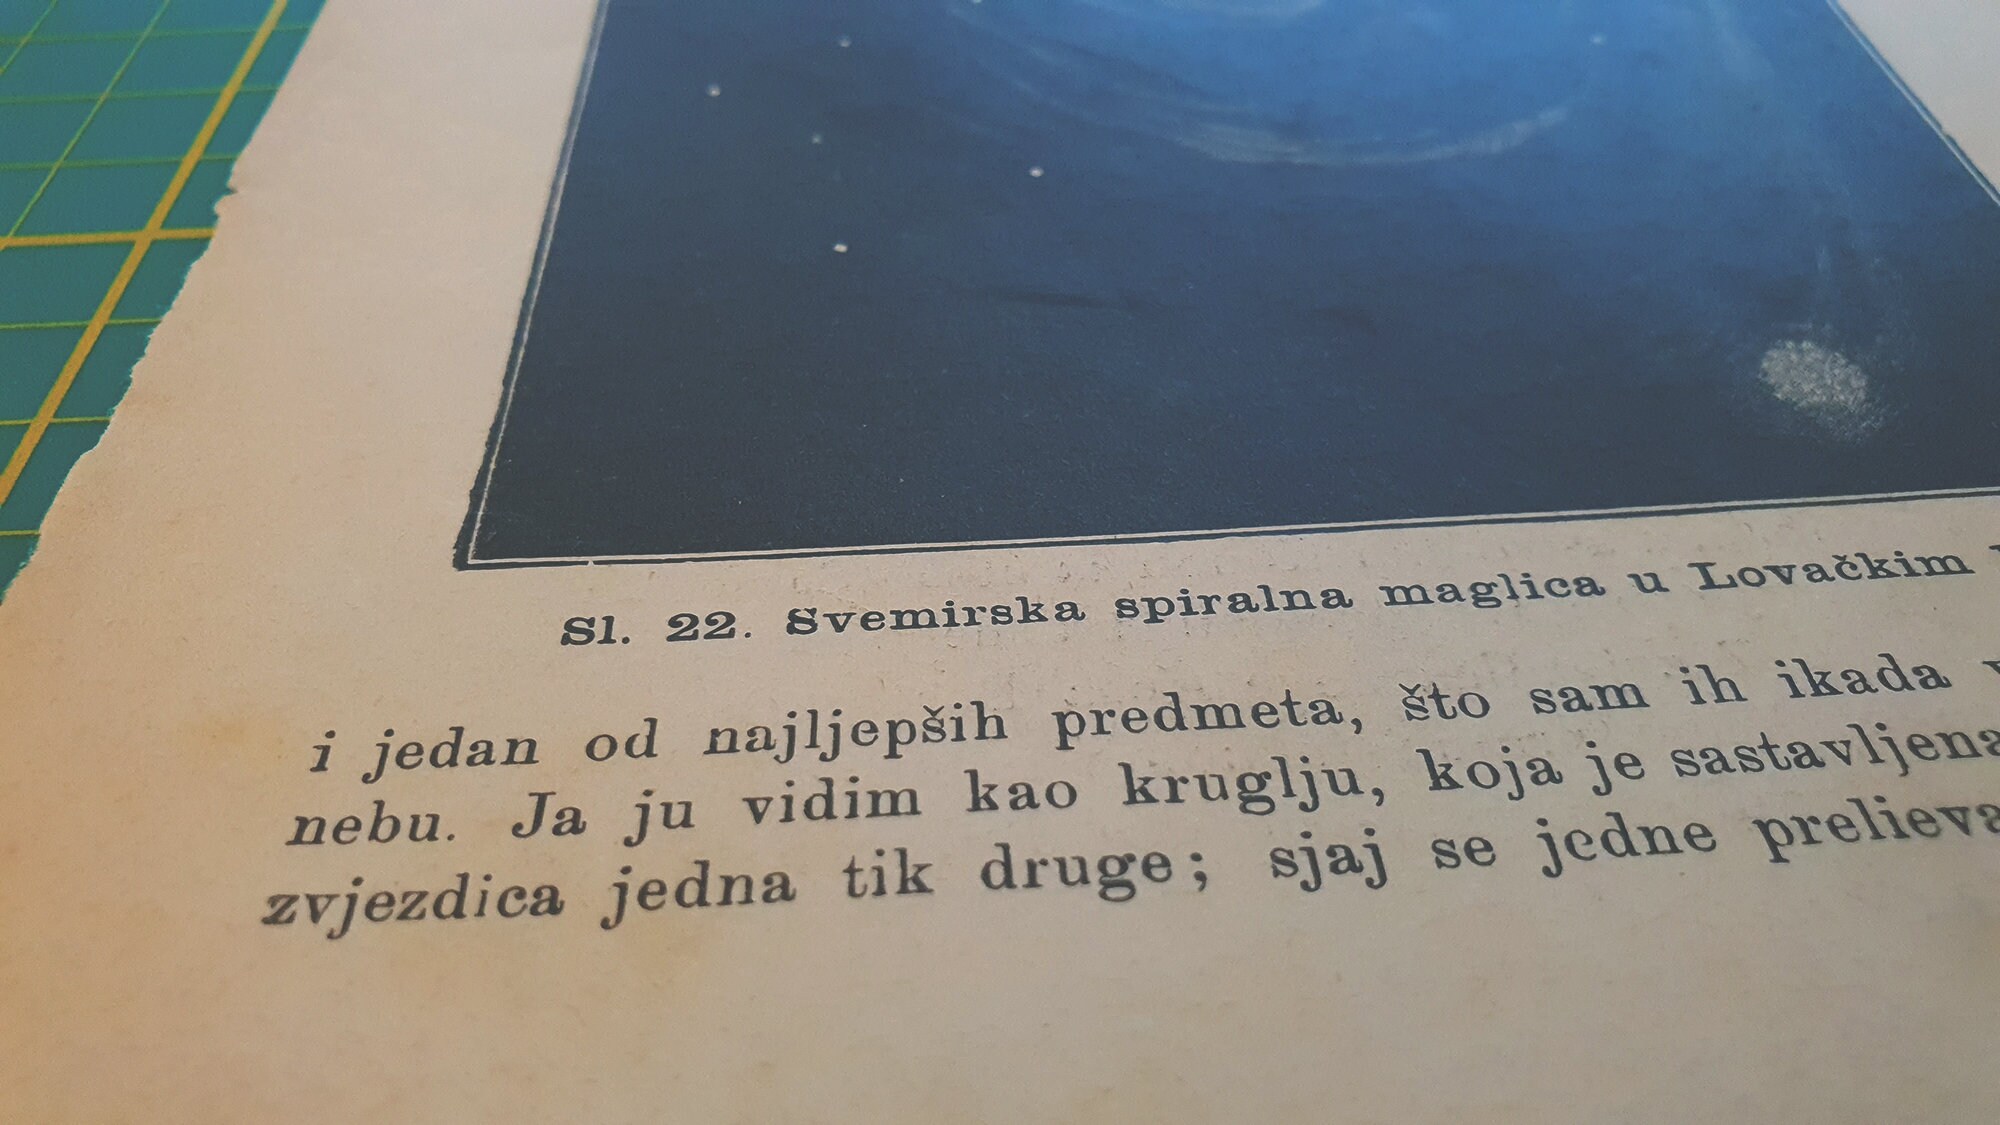 Sl. 22. Svemirska spiralna maglica u Lovačkim
i jedan od najljepših predmeta, što sam ih ikada
nebu. Ja ju vidim kao kruglju, koja je sastavljena
zvjezdica jedna tik druge; sjaj se jedne prelieva